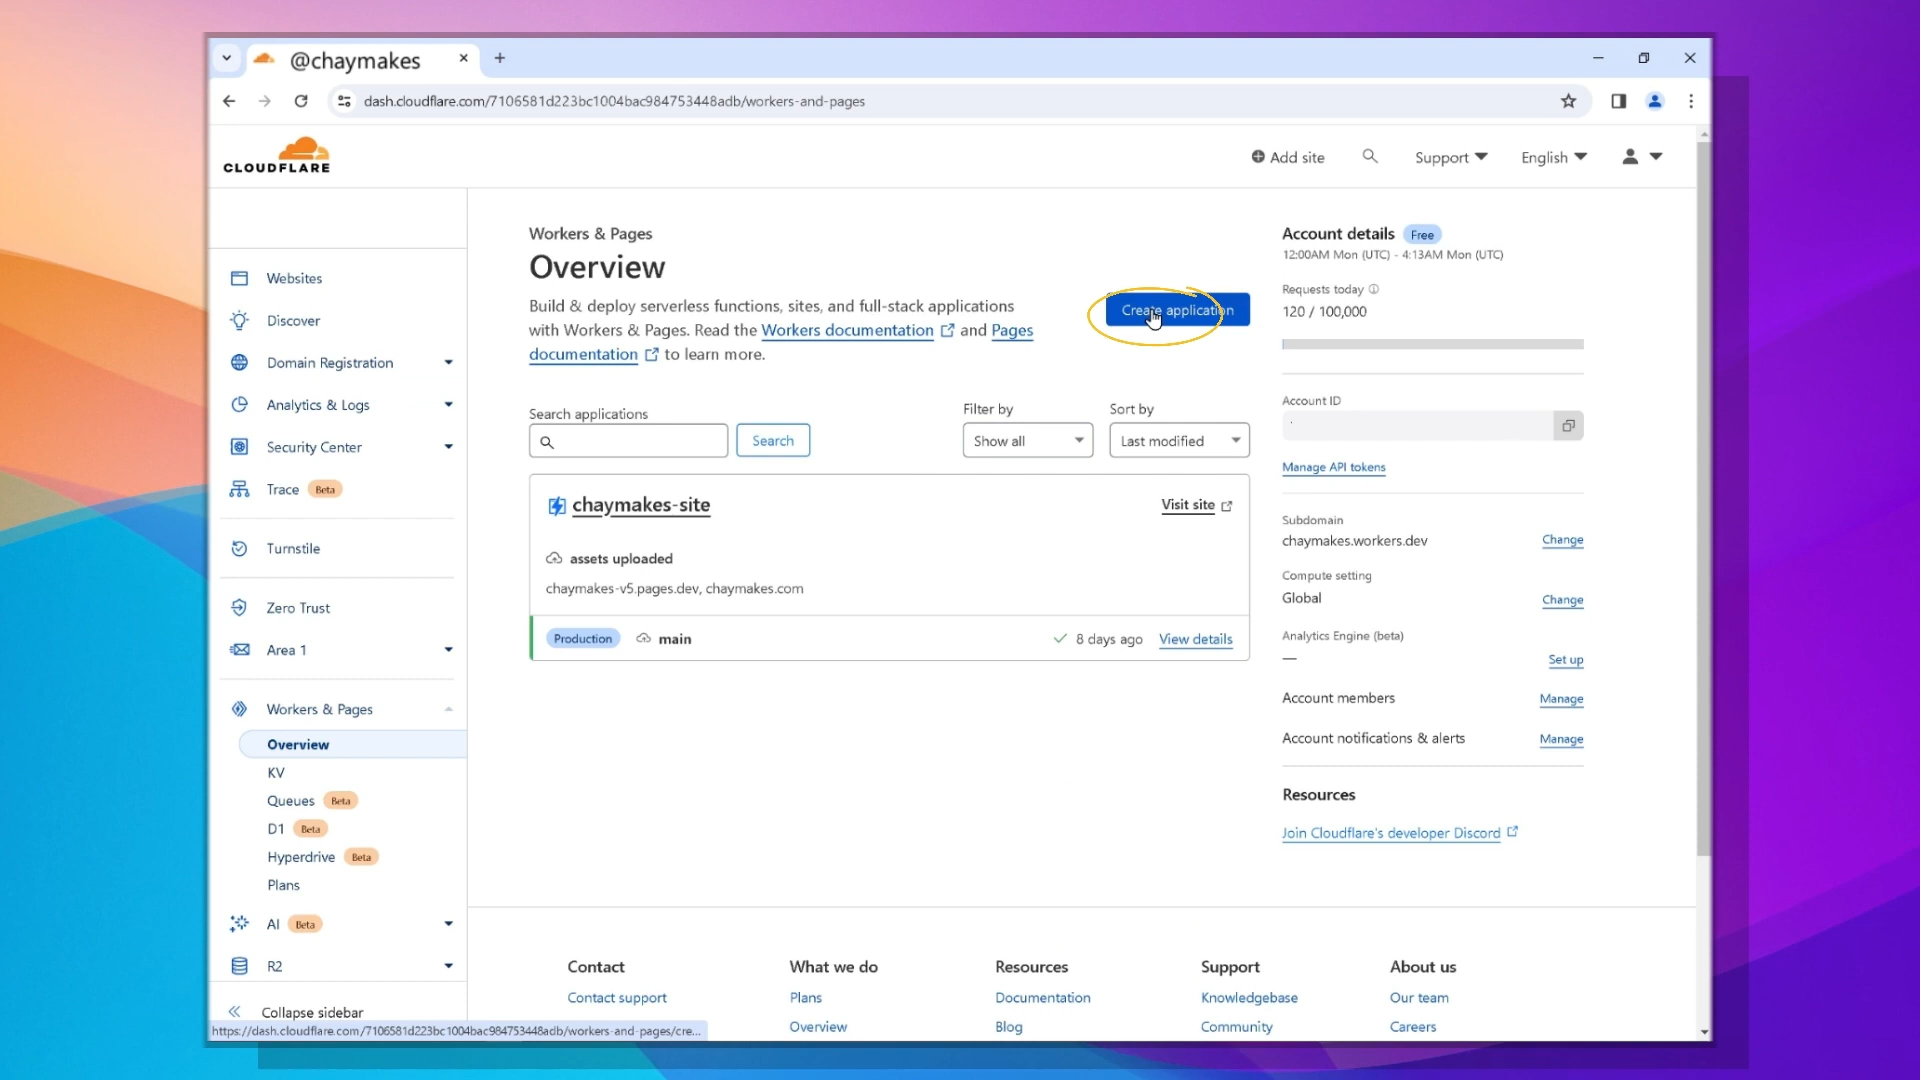 @chaymakes
dash.cloudflare.com/7106581d223bc1004bac984753448adb/workers-and-pages
CLOUDFLARE
Add site
Support
English
Websites
Discover
Domain Registration
Analytics & Logs
Security Center
Trace Beta
Turnstile
Zero Trust
Area 1
Workers & Pages
Overview
KV
Queues Beta
D1 Beta
Hyperdrive Beta
Plans
AI Beta
R2
Collapse sidebar
https://dash.cloudflare.com/7106581d223bc1004bac984753448adb/workers-and-pages/cre...
Workers & Pages
Overview
Build & deploy serverless functions, sites, and full-stack applications
with Workers & Pages. Read the Workers documentation and Pages
documentation to learn more.
Create application
Search applications
Search
Filter by
Show all
Sort by
Last modified
chaymakes-site
Visit site
assets uploaded
chaymakes-v5.pages.dev, chaymakes.com
Production main
8 days ago View details
Account details Free
12:00AM Mon (UTC) - 4:13AM Mon (UTC)
Requests today
120 / 100,000
Account ID
Manage API tokens
Subdomain
chaymakes.workers.dev Change
Compute setting
Global Change
Analytics Engine (beta)
— Set up
Account members Manage
Account notifications & alerts Manage
Resources
Join Cloudflare's developer Discord
Contact
Contact support
What we do
Plans
Overview
Resources
Documentation
Blog
Support
Knowledgebase
Community
About us
Our team
Careers